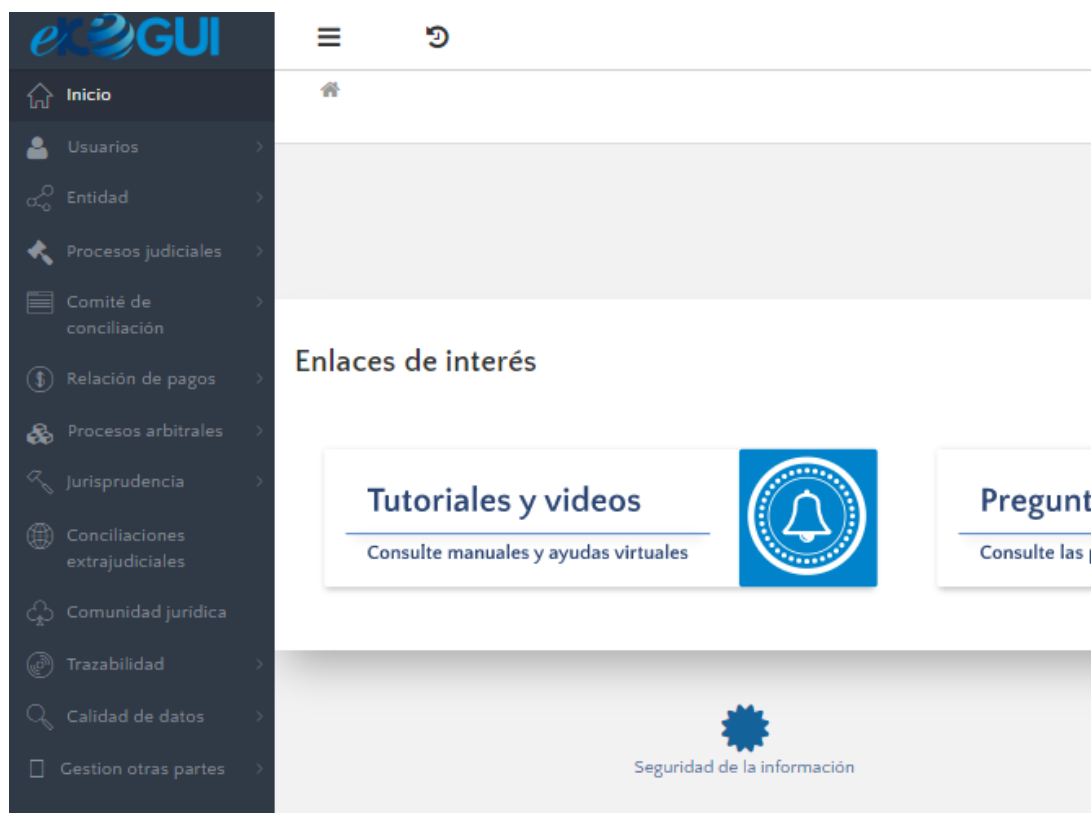 eKOGUI
Inicio
Usuarios
Entidad
Procesos judiciales
Comité de
conciliación
Relación de pagos
Procesos arbitrales
Jurisprudencia
Conciliaciones
extrajudiciales
Comunidad jurídica
Trazabilidad
Calidad de datos
Gestion otras partes
Enlaces de interés
Tutoriales y videos
Consulte manuales y ayudas virtuales
Pregunt
Consulte las
Seguridad de la información